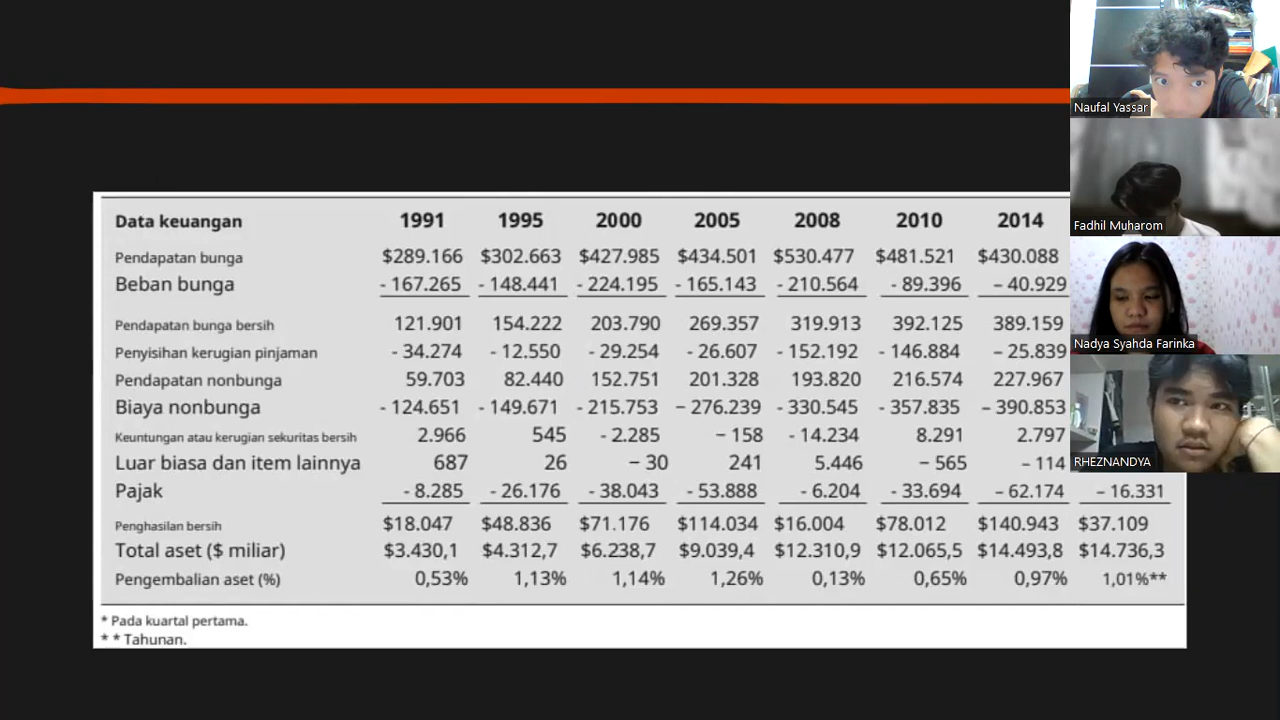 Data keuangan 1991 1995 2000 2005 2008 2010 2014
Pendapatan bunga $289.166 $302.663 $427.985 $434.501 $530.477 $481.521 $430.088
Beban bunga - 167.265 - 148.441 - 224.195 - 165.143 - 210.564 - 89.396 – 40.929
Pendapatan bunga bersih 121.901 154.222 203.790 269.357 319.913 392.125 389.159
Penyisihan kerugian pinjaman - 34.274 - 12.550 - 29.254 - 26.607 - 152.192 - 146.884 – 25.839
Pendapatan nonbunga 59.703 82.440 152.751 201.328 193.820 216.574 227.967
Biaya nonbunga - 124.651 - 149.671 - 215.753 – 276.239 - 330.545 - 357.835 – 390.853
Keuntungan atau kerugian sekuritas bersih 2.966 545 - 2.285 – 158 - 14.234 8.291 2.797
Luar biasa dan item lainnya 687 26 – 30 241 5.446 – 565 – 114
Pajak - 8.285 - 26.176 - 38.043 - 53.888 - 6.204 - 33.694 – 62.174 – 16.331
Penghasilan bersih $18.047 $48.836 $71.176 $114.034 $16.004 $78.012 $140.943 $37.109
Total aset ($ miliar) $3.430,1 $4.312,7 $6.238,7 $9.039,4 $12.310,9 $12.065,5 $14.493,8 $14.736,3
Pengembalian aset (%) 0,53% 1,13% 1,14% 1,26% 0,13% 0,65% 0,97% 1,01%**
* Pada kuartal pertama.
* * Tahunan.
Naufal Yassar
Fadhil Muharom
Nadya Syahda Farinka
RHEZNANDYA